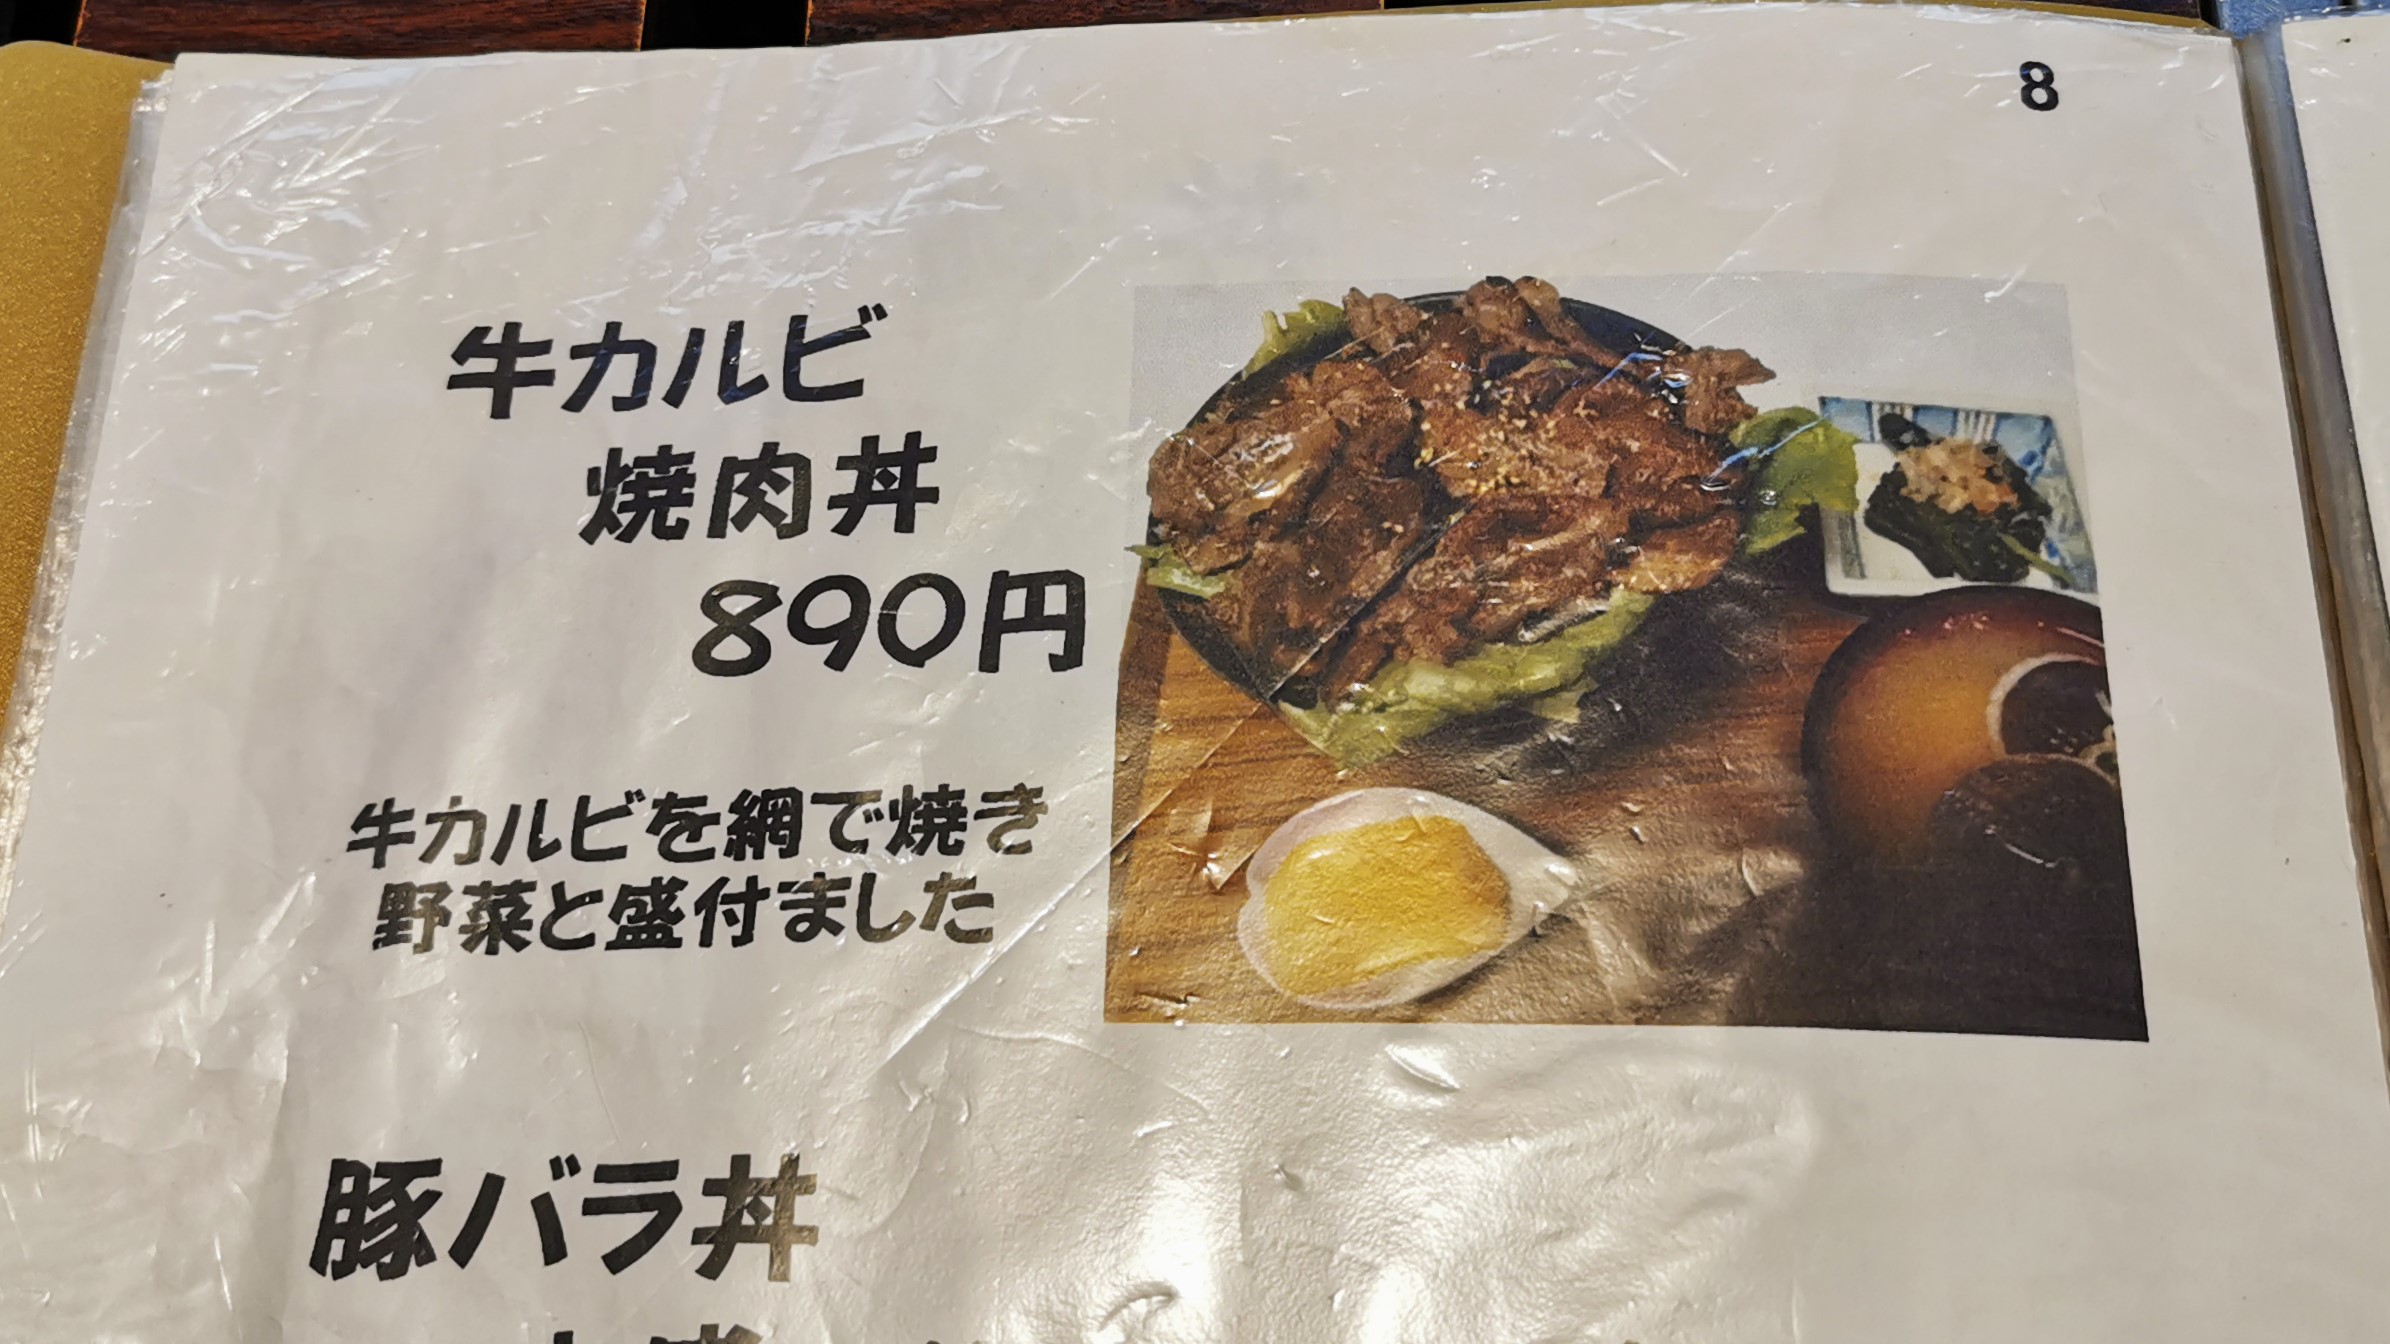 8
牛カルビ
焼肉丼
890円
牛カルビを網で焼き
野菜と盛付ました
豚バラ丼